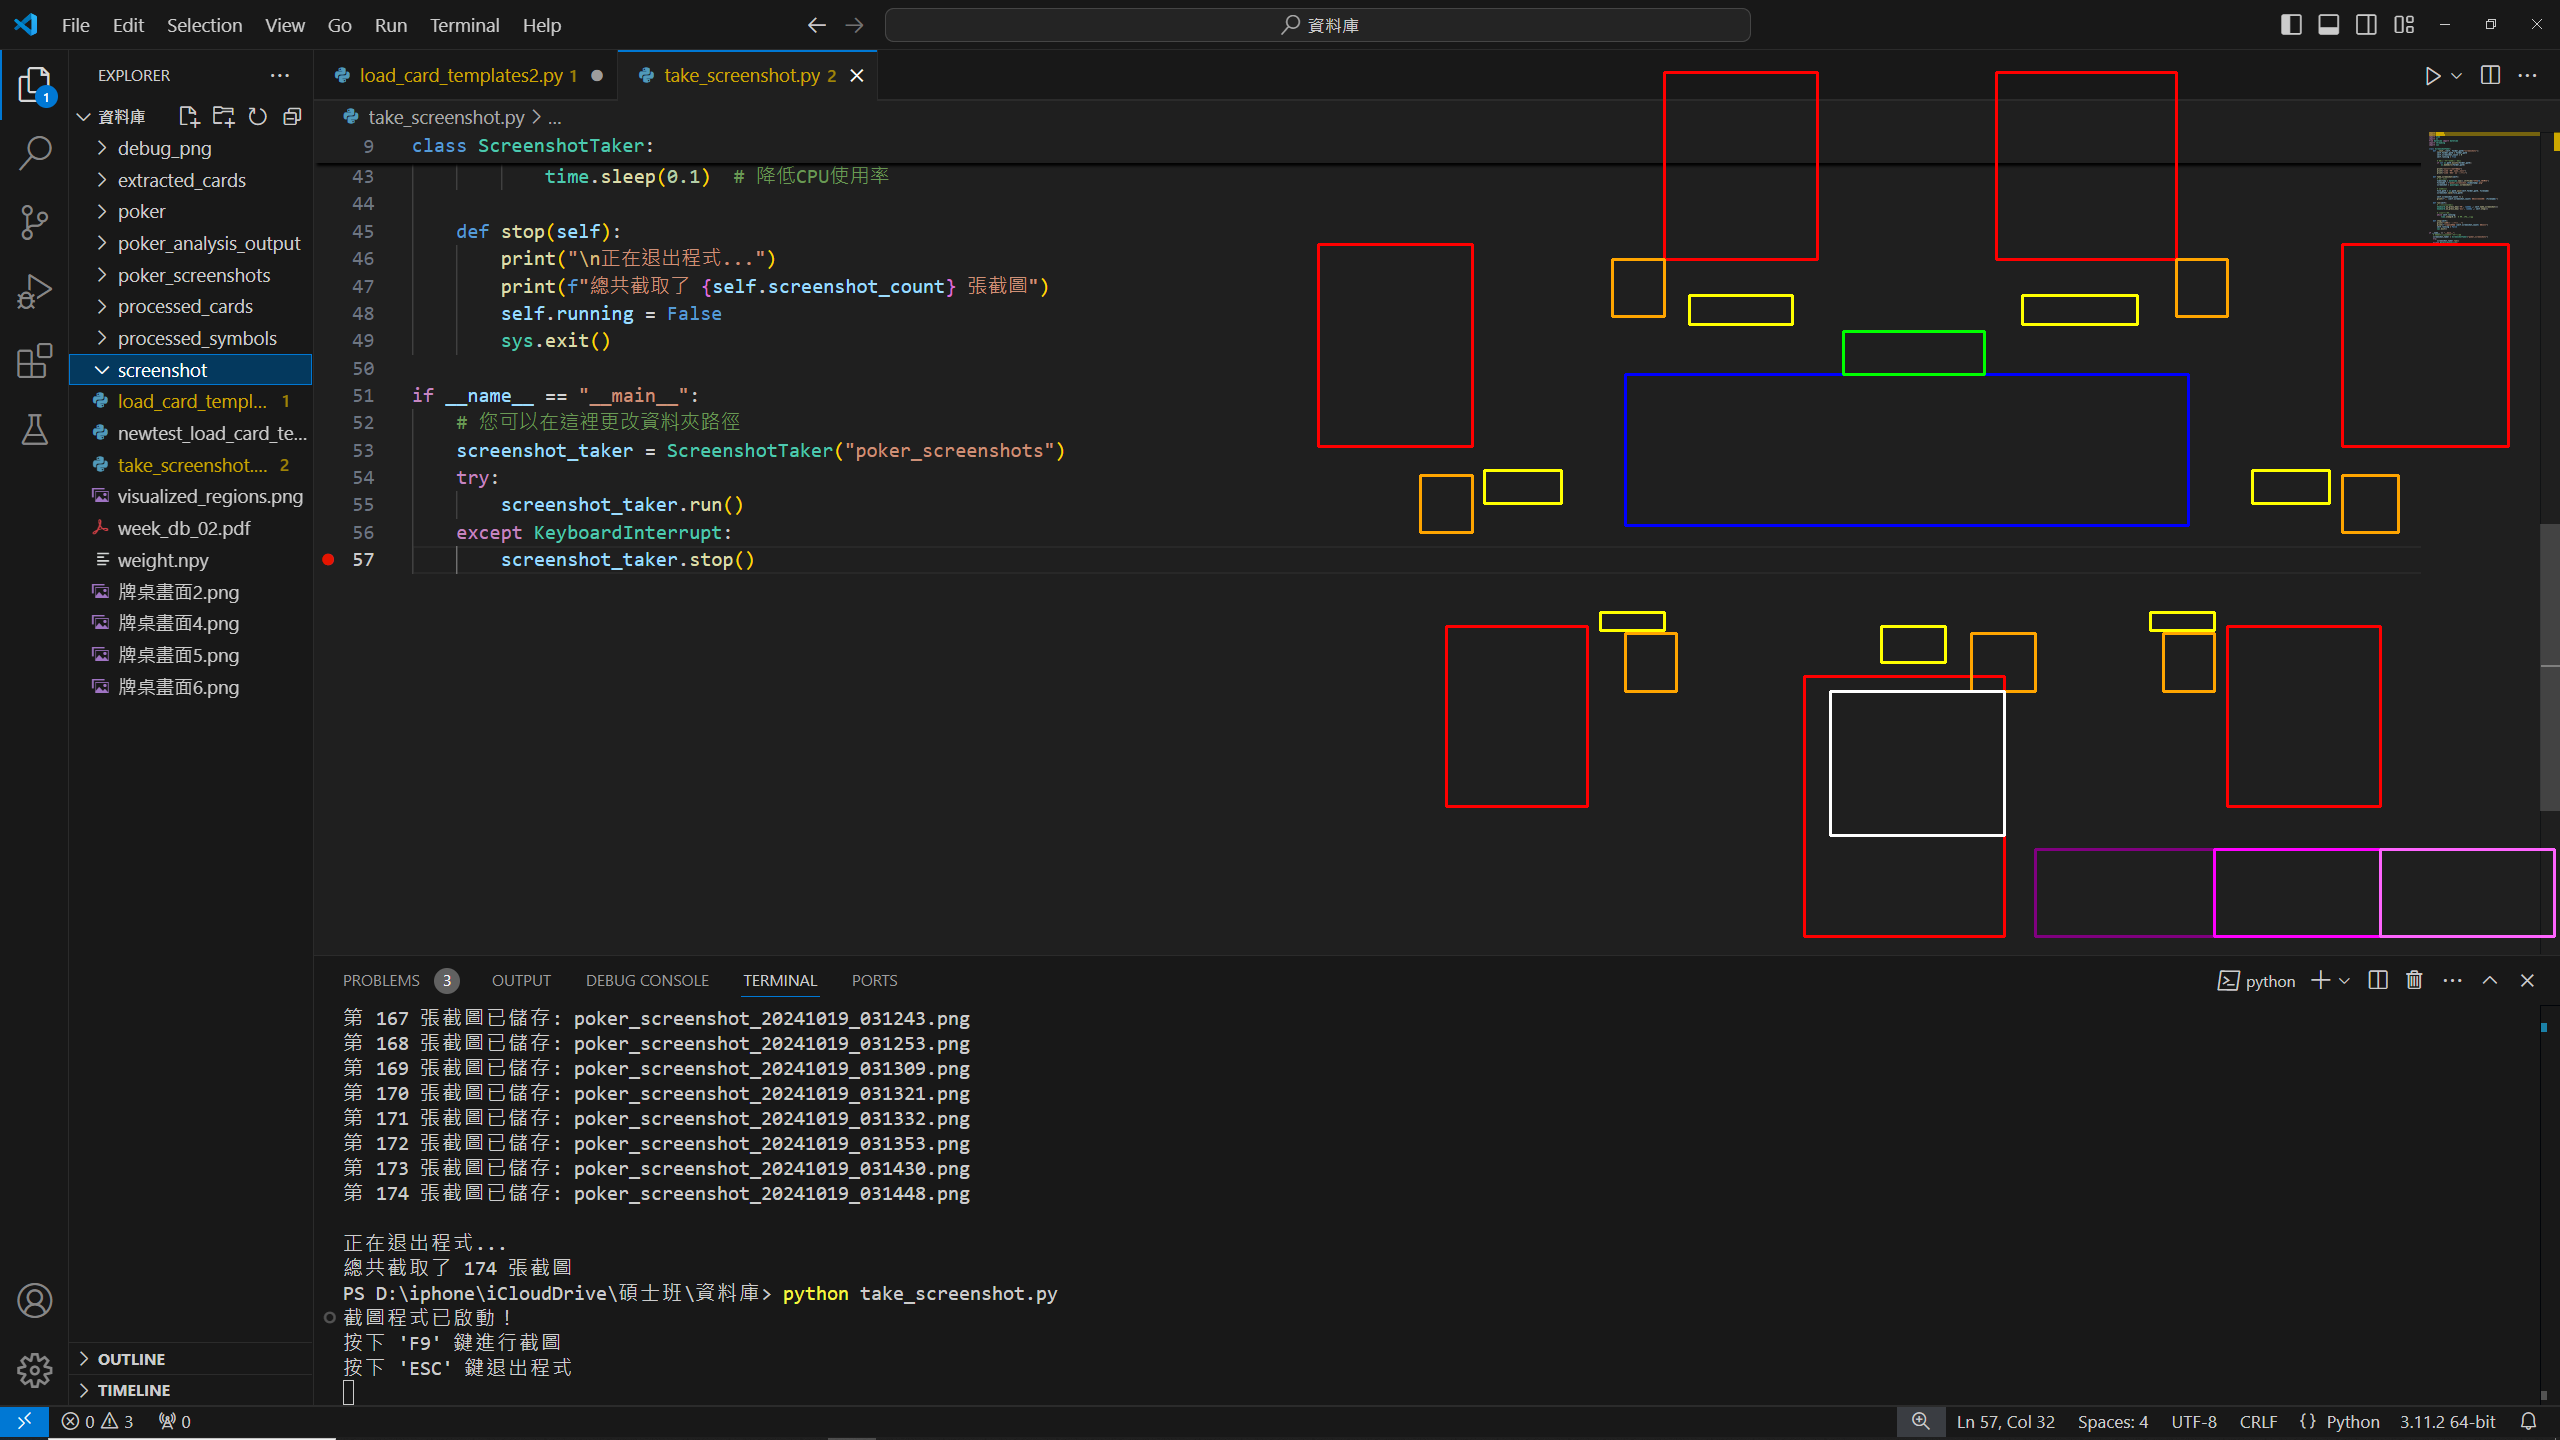 File Edit Selection View Go Run Terminal Help
資料庫
EXPLORER
load_card_templates2.py 1
take_screenshot.py 2
資料庫
1
debug_png
extracted_cards
poker
poker_analysis_output
poker_screenshots
processed_cards
processed_symbols
screenshot
load_card_templ... 1
newtest_load_card_te...
take_screenshot.... 2
visualized_regions.png
week_db_02.pdf
weight.npy
牌桌畫面2.png
牌桌畫面4.png
牌桌畫面5.png
牌桌畫面6.png
OUTLINE
TIMELINE
take_screenshot.py > ...
9 class ScreenshotTaker:
43 time.sleep(0.1) # 降低CPU使用率
44
45 def stop(self):
46 print("\n正在退出程式...")
47 print(f"總共截取了 {self.screenshot_count} 張截圖")
48 self.running = False
49 sys.exit()
50
51 if __name__ == "__main__":
52 # 您可以在這裡更改資料夾路徑
53 screenshot_taker = ScreenshotTaker("poker_screenshots")
54 try:
55 screenshot_taker.run()
56 except KeyboardInterrupt:
57 screenshot_taker.stop()
PROBLEMS 3 OUTPUT DEBUG CONSOLE TERMINAL PORTS
python
第 167 張截圖已儲存: poker_screenshot_20241019_031243.png
第 168 張截圖已儲存: poker_screenshot_20241019_031253.png
第 169 張截圖已儲存: poker_screenshot_20241019_031309.png
第 170 張截圖已儲存: poker_screenshot_20241019_031321.png
第 171 張截圖已儲存: poker_screenshot_20241019_031332.png
第 172 張截圖已儲存: poker_screenshot_20241019_031353.png
第 173 張截圖已儲存: poker_screenshot_20241019_031430.png
第 174 張截圖已儲存: poker_screenshot_20241019_031448.png
正在退出程式...
總共截取了 174 張截圖
PS D:\iphone\iCloudDrive\碩士班\資料庫> python take_screenshot.py
截圖程式已啟動！
按下 'F9' 鍵進行截圖
按下 'ESC' 鍵退出程式
0 3 0
Ln 57, Col 32 Spaces: 4 UTF-8 CRLF {} Python 3.11.2 64-bit